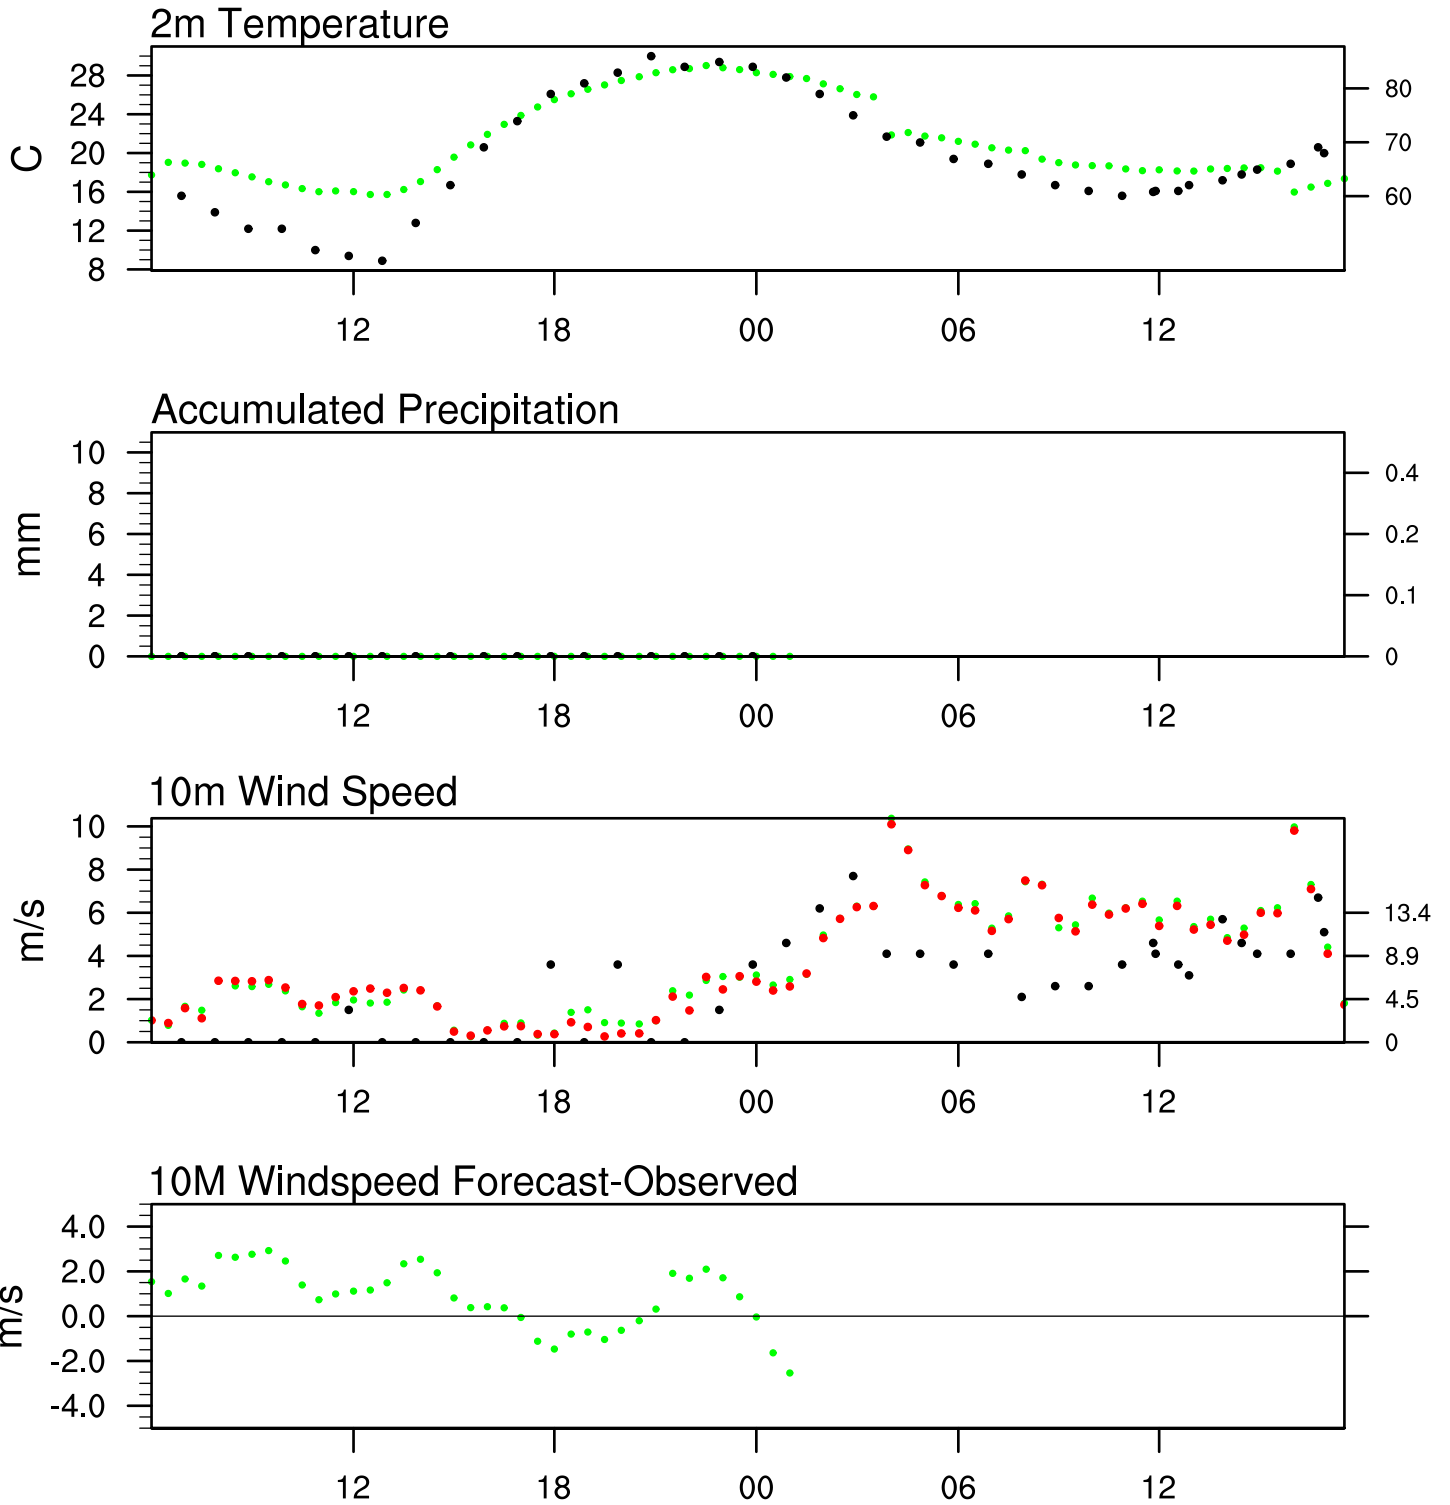 2m Temperature
28
24
20
16
12
8
C
80
70
60
12 18 00 06 12
Accumulated Precipitation
10
8
6
4
2
0
mm
0.4
0.2
0.1
0
12 18 00 06 12
10m Wind Speed
10
8
6
4
2
0
m/s
13.4
8.9
4.5
0
12 18 00 06 12
10M Windspeed Forecast-Observed
4.0
2.0
0.0
-2.0
-4.0
m/s
12 18 00 06 12